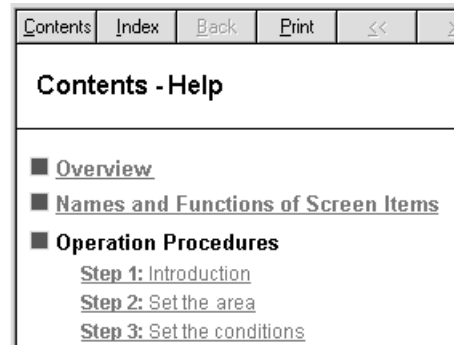 Contents Index Back Print <<
Contents - Help
Overview
Names and Functions of Screen Items
Operation Procedures
Step 1: Introduction
Step 2: Set the area
Step 3: Set the conditions